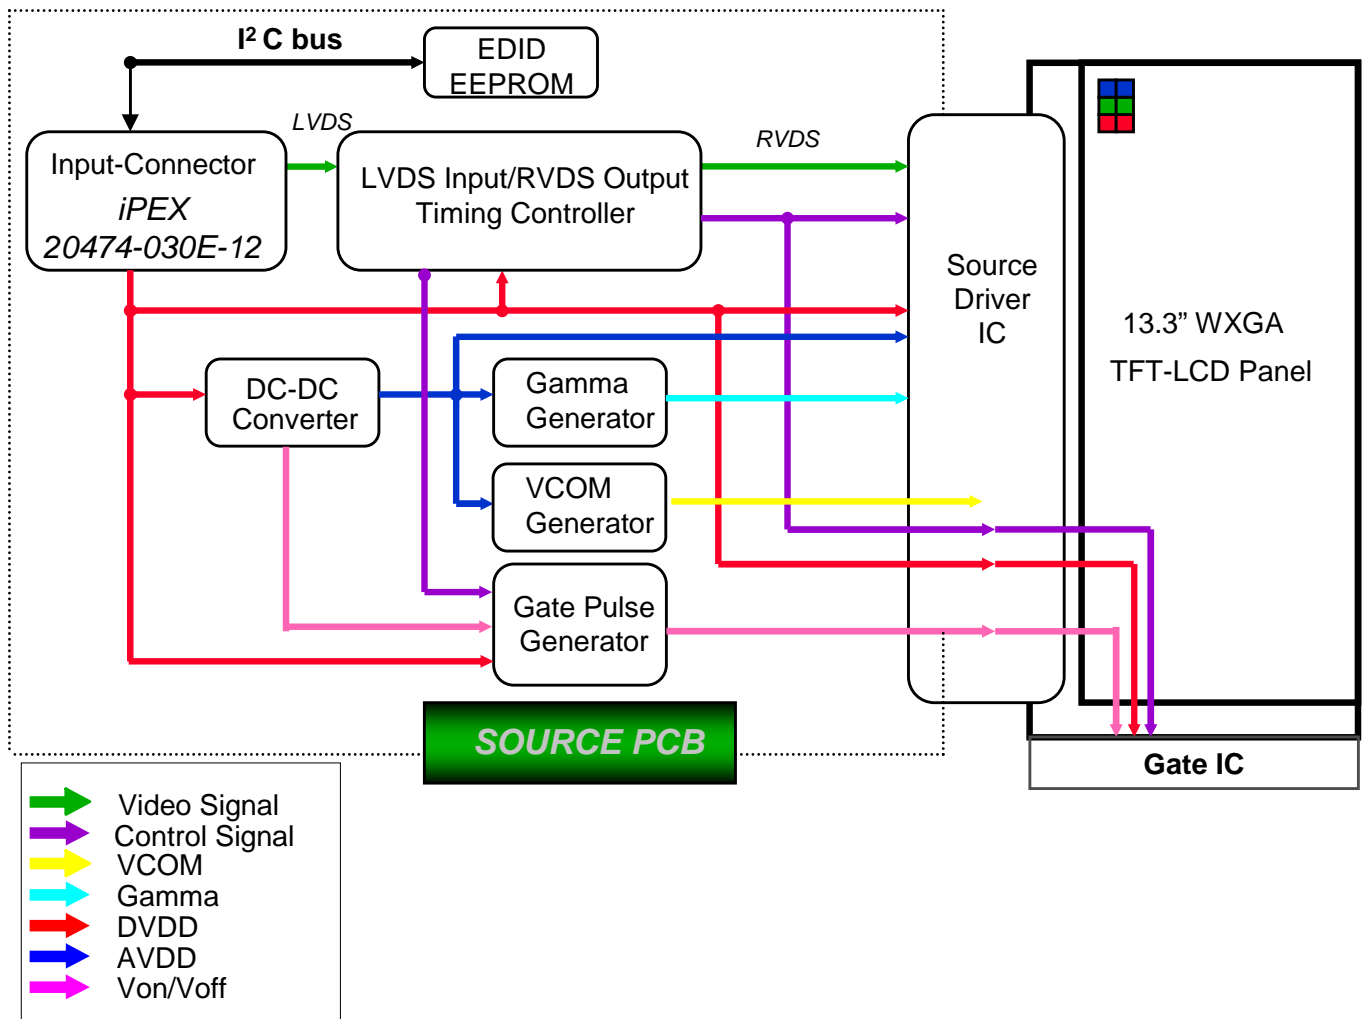 I² C bus
EDID
EEPROM
LVDS
RVDS
Input-Connector
iPEX
20474-030E-12
LVDS Input/RVDS Output
Timing Controller
Source
Driver
IC
13.3” WXGA
TFT-LCD Panel
DC-DC
Converter
Gamma
Generator
VCOM
Generator
Gate Pulse
Generator
SOURCE PCB
Gate IC
Video Signal
Control Signal
VCOM
Gamma
DVDD
AVDD
Von/Voff